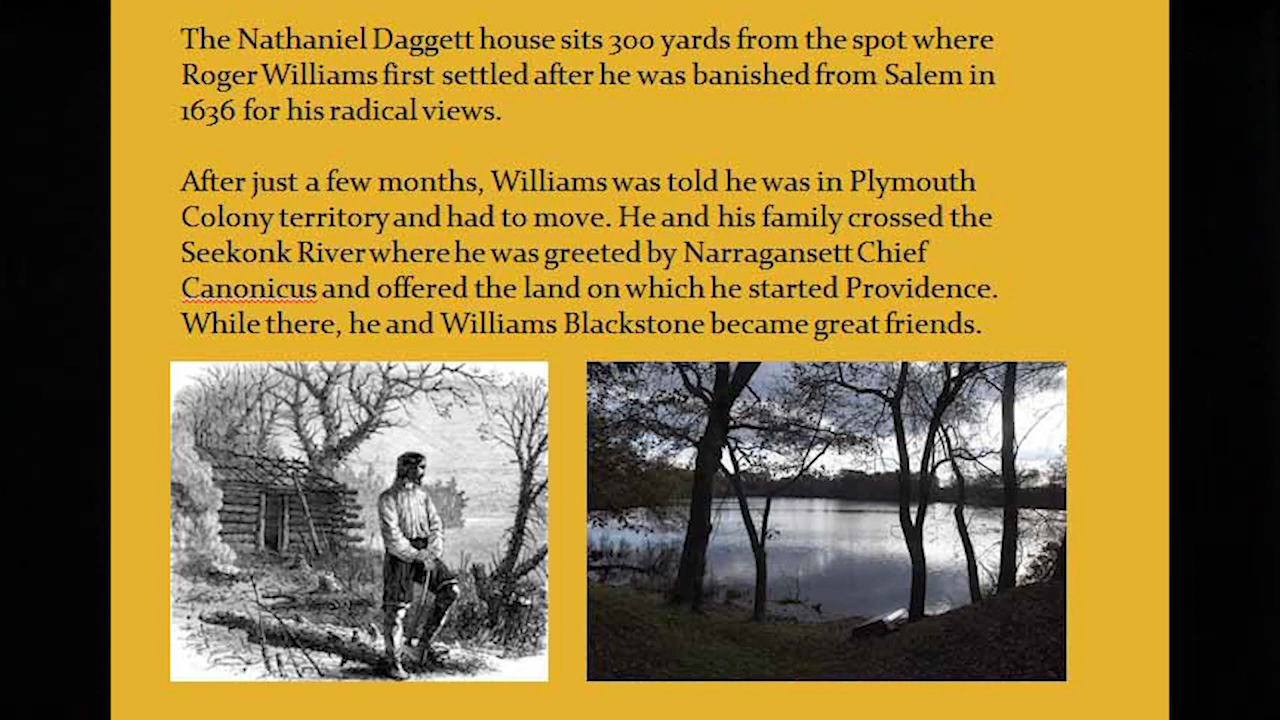 The Nathaniel Daggett house sits 300 yards from the spot where
Roger Williams first settled after he was banished from Salem in
1636 for his radical views.
After just a few months, Williams was told he was in Plymouth
Colony territory and had to move. He and his family crossed the
Seekonk River where he was greeted by Narragansett Chief
Canonicus and offered the land on which he started Providence.
While there, he and Williams Blackstone became great friends.